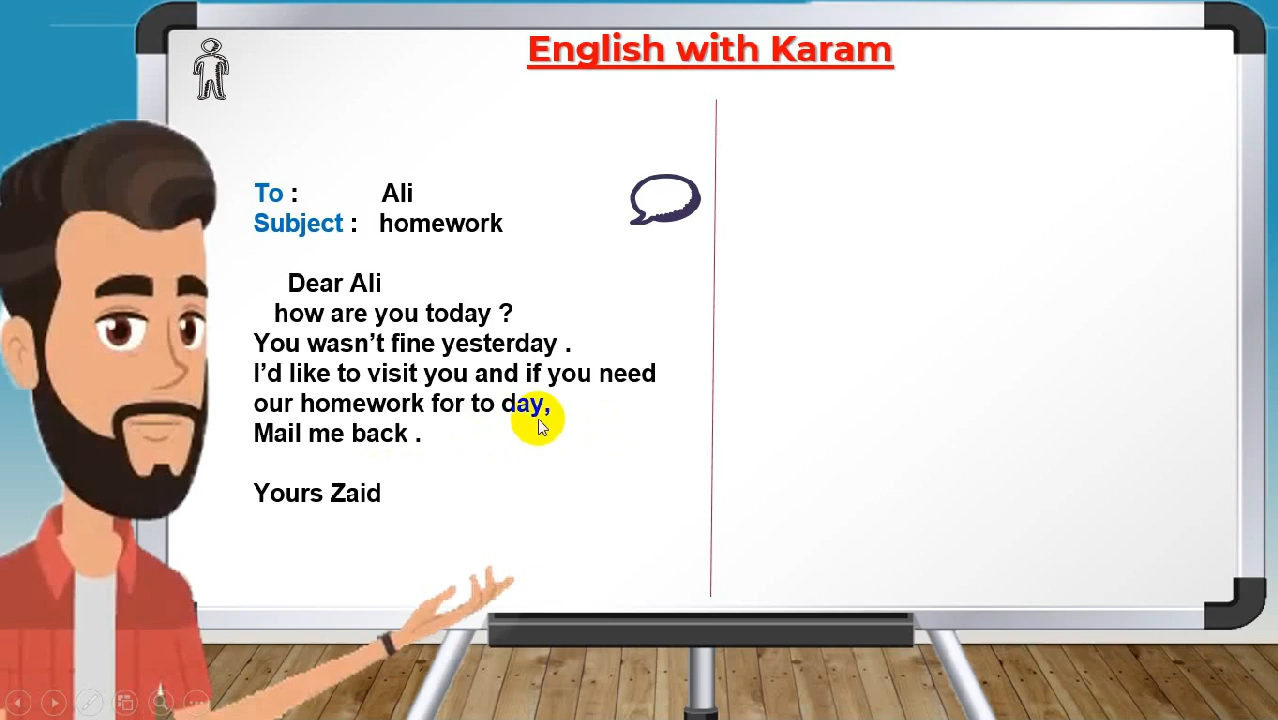 English with Karam
To : Ali
Subject : homework
Dear Ali
how are you today ?
You wasn’t fine yesterday .
I’d like to visit you and if you need
our homework for to day,
Mail me back .
Yours Zaid